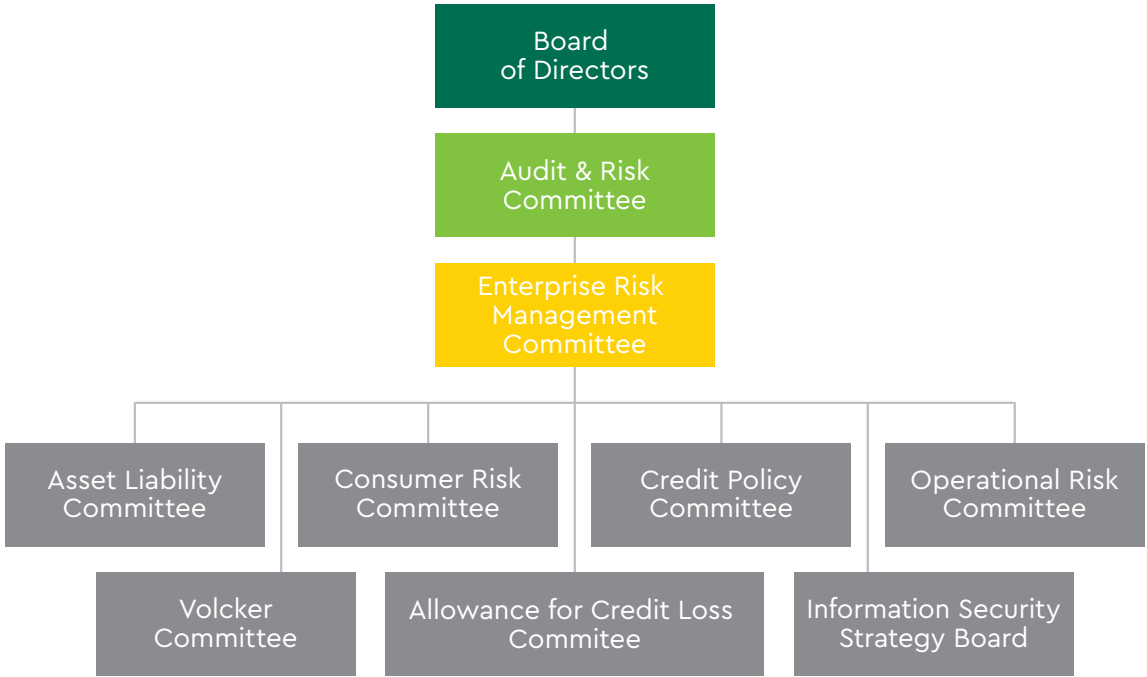 Board
of Directors
Audit & Risk
Committee
Enterprise Risk
Management
Committee
Asset Liability
Committee
Consumer Risk
Committee
Credit Policy
Committee
Operational Risk
Committee
Volcker
Committee
Allowance for Credit Loss
Commitee
Information Security
Strategy Board